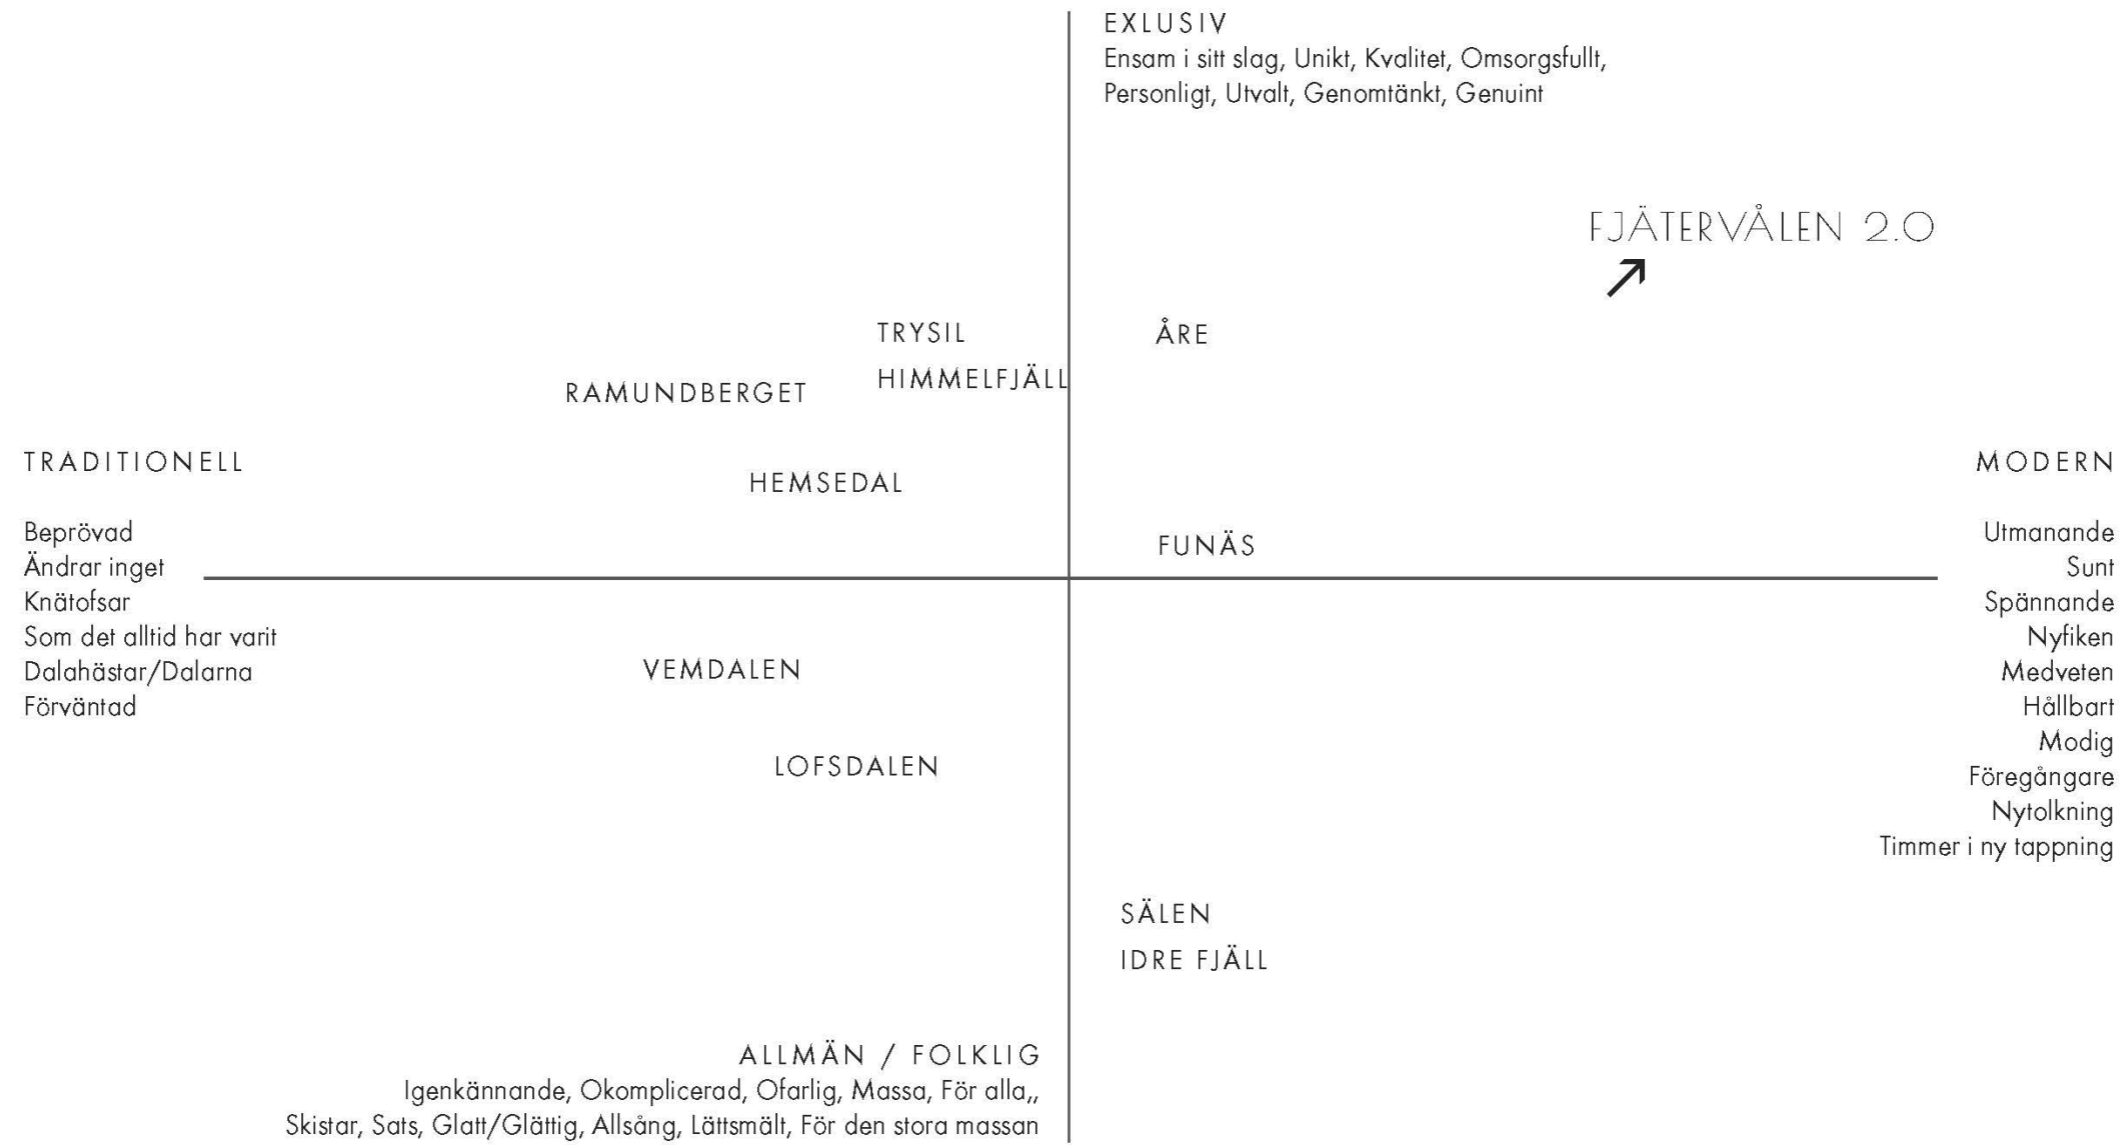 EXLUSIV
Ensam i sitt slag, Unikt, Kvalitet, Omsorgsfullt,
Personligt, Utvalt, Genomtänkt, Genuint
FJÄTERVÅLEN 2.0
TRYSIL
ÅRE
HIMMELFJÄLL
RAMUNDBERGET
HEMSEDAL
FUNÄS
TRADITIONELL
Beprövad
Ändrar inget
Knätofsar
Som det alltid har varit
Dalahästar/Dalarna
Förväntad
MODERN
Utmanande
Sunt
Spännande
Nyfiken
Medveten
Hållbart
Modig
Föregångare
Nytolkning
Timmer i ny tappning
VEMDALEN
LOFSDALEN
SÄLEN
IDRE FJÄLL
ALLMÄN / FOLKLIG
Igenkännande, Okomplicerad, Ofarlig, Massa, För alla,,
Skistar, Sats, Glatt/Glättig, Allsång, Lättsmält, För den stora massan